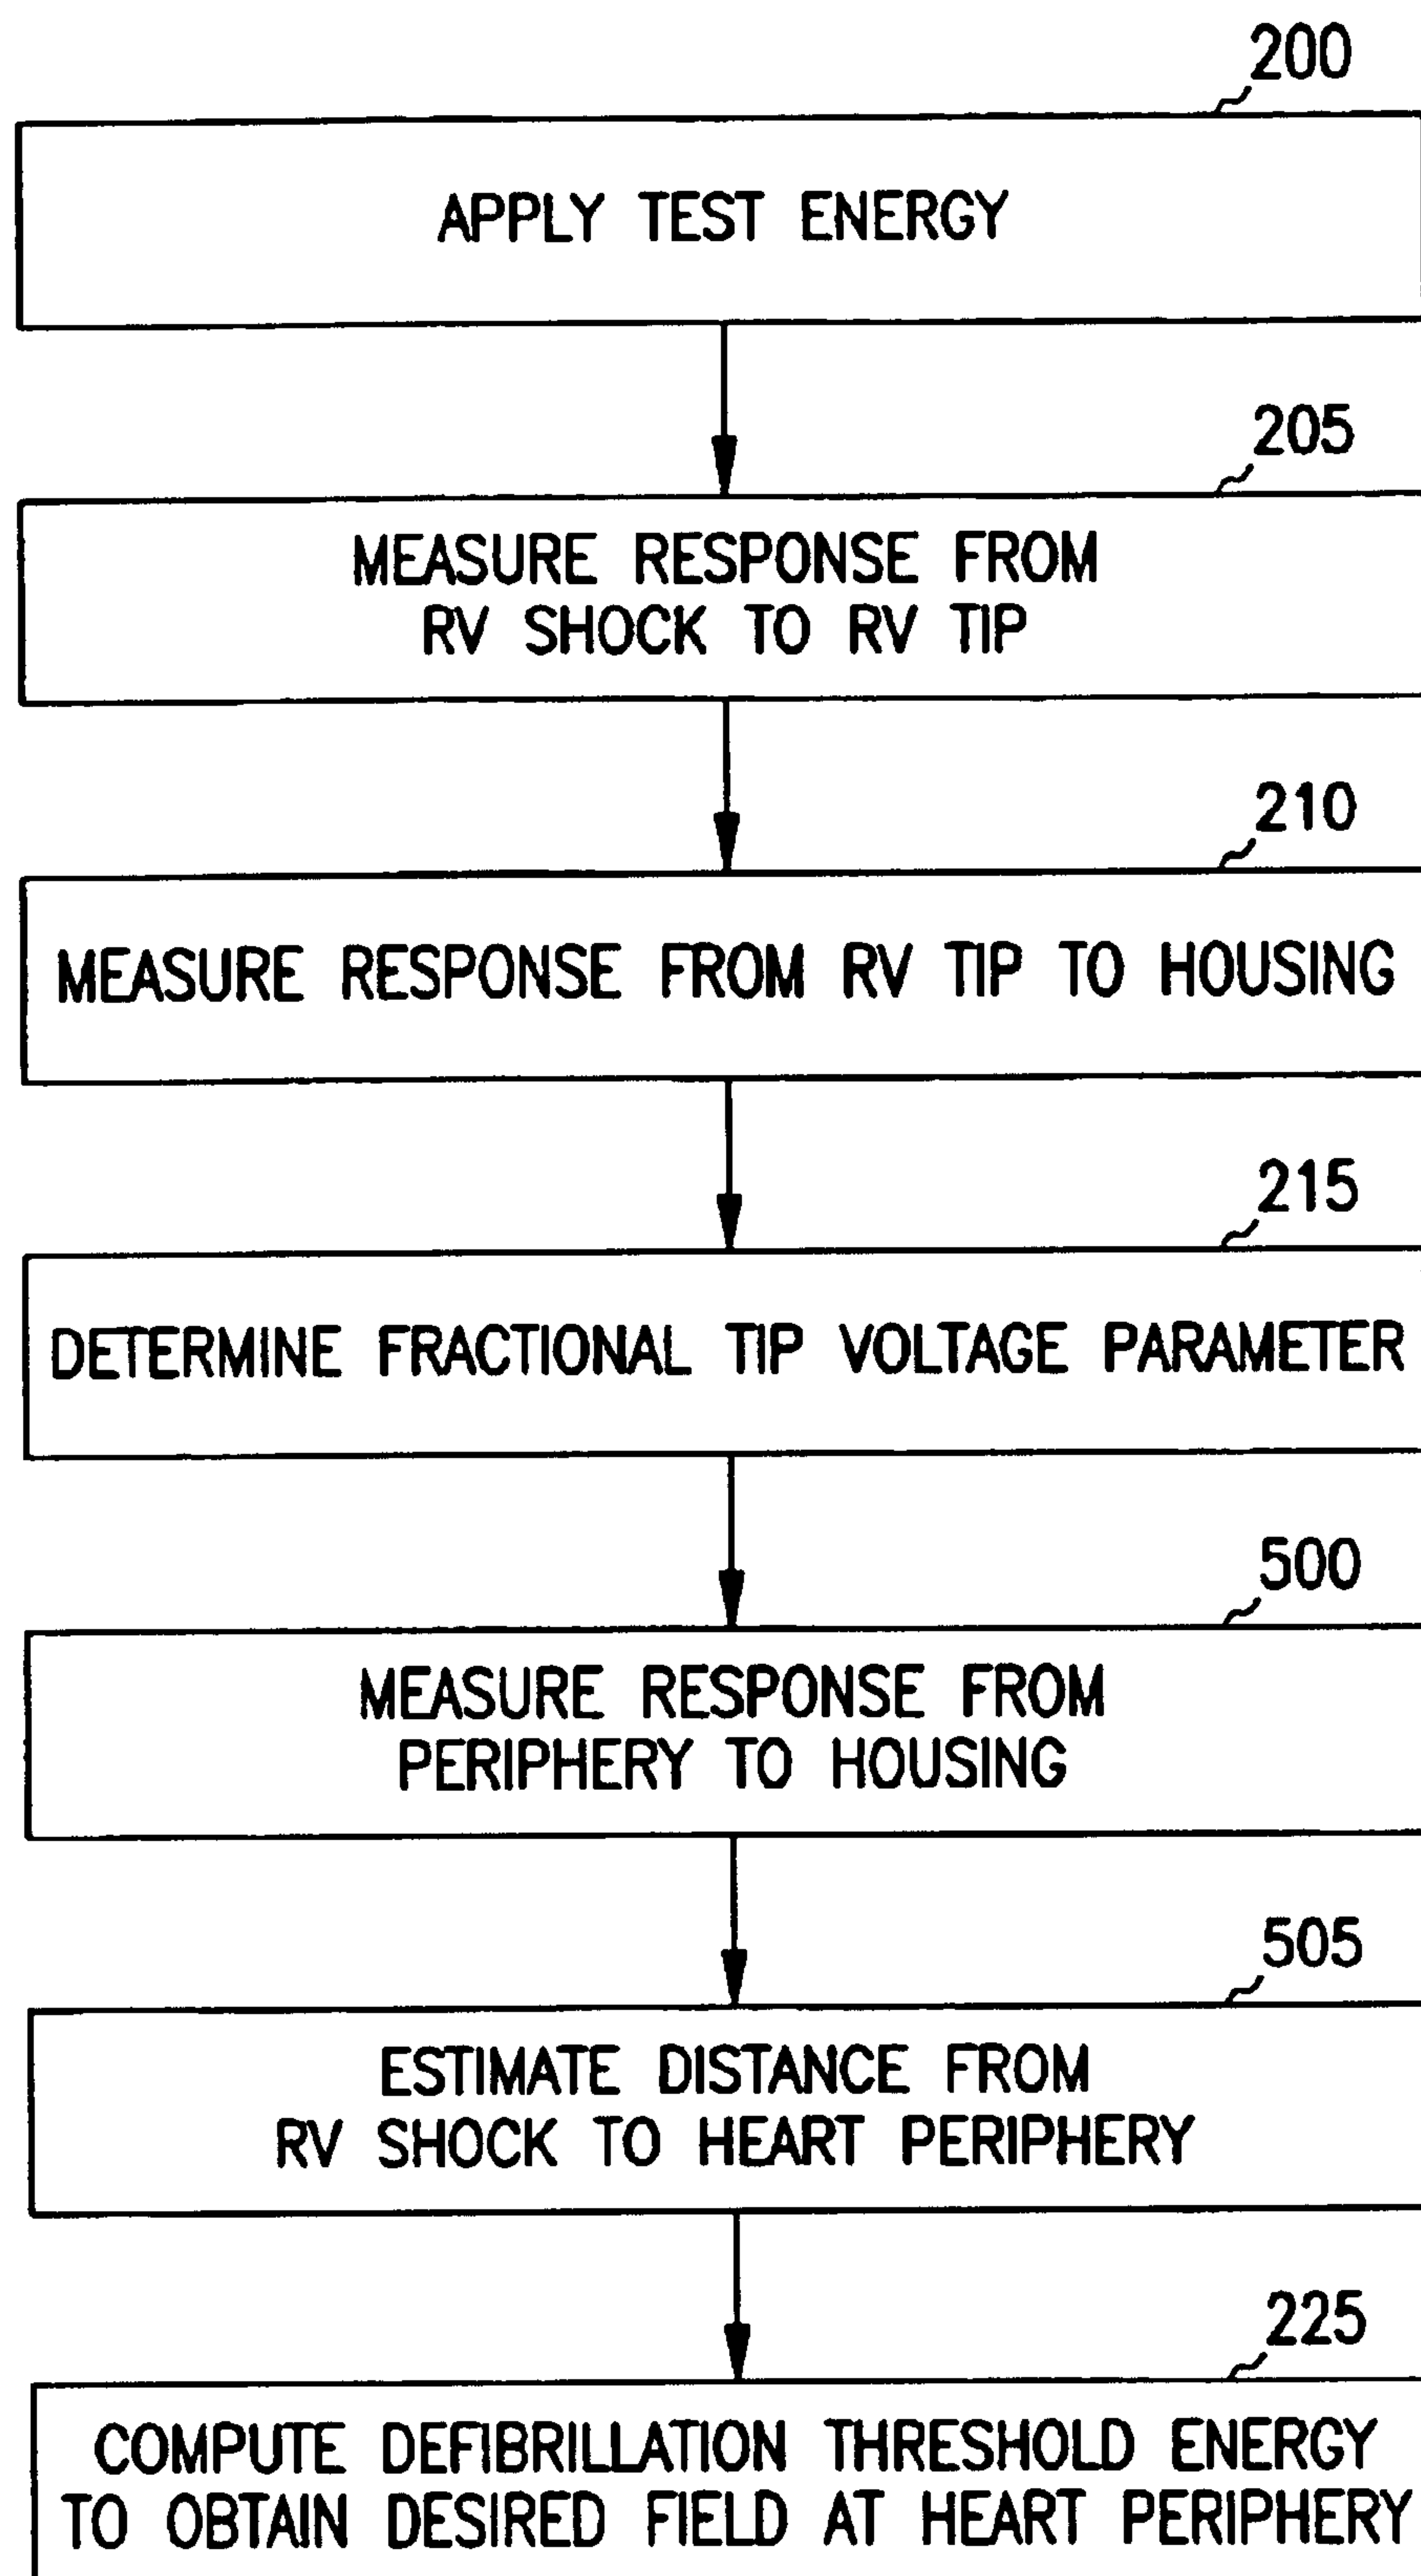 200
APPLY TEST ENERGY
205
MEASURE RESPONSE FROM
RV SHOCK TO RV TIP
210
MEASURE RESPONSE FROM RV TIP TO HOUSING
215
DETERMINE FRACTIONAL TIP VOLTAGE PARAMETER
500
MEASURE RESPONSE FROM
PERIPHERY TO HOUSING
505
ESTIMATE DISTANCE FROM
RV SHOCK TO HEART PERIPHERY
225
COMPUTE DEFIBRILLATION THRESHOLD ENERGY
TO OBTAIN DESIRED FIELD AT HEART PERIPHERY